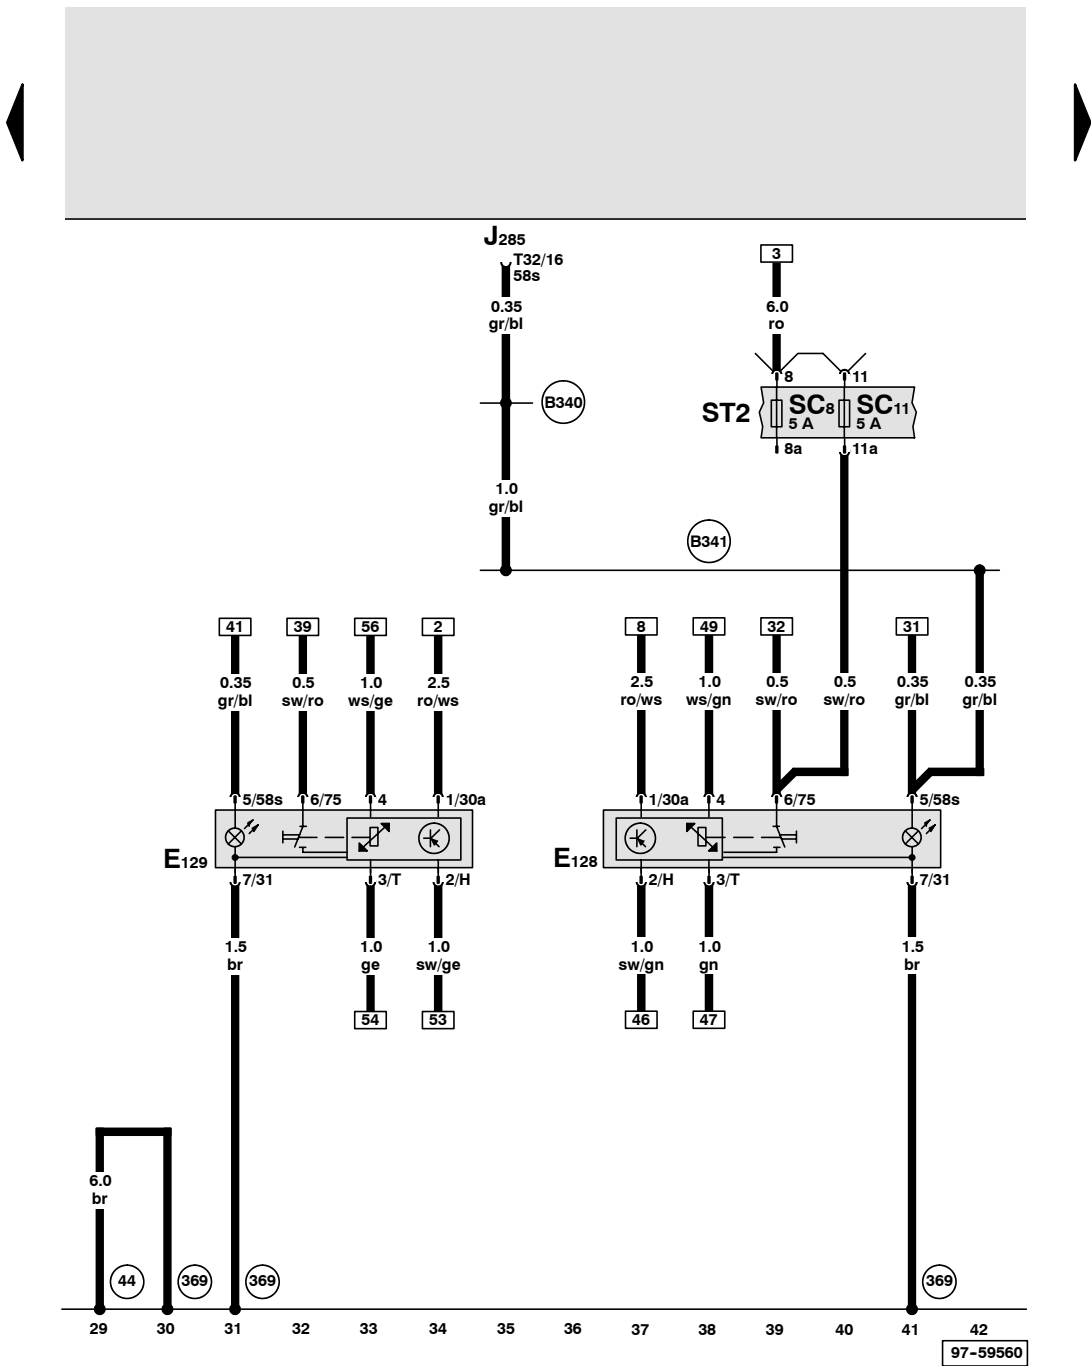 J285
T32/16
58s
3
0.35
gr/bl
6.0
ro
8
11
B340
ST2
SC8
5 A
SC11
5 A
8a
11a
1.0
gr/bl
B341
41
39
56
2
8
49
32
31
0.35
gr/bl
0.5
sw/ro
1.0
ws/ge
2.5
ro/ws
2.5
ro/ws
1.0
ws/gn
0.5
sw/ro
0.5
sw/ro
0.35
gr/bl
0.35
gr/bl
5/58s
6/75
4
1/30a
1/30a
4
6/75
5/58s
E129
E128
7/31
3/T
2/H
2/H
3/T
7/31
1.5
br
1.0
ge
1.0
sw/ge
1.0
sw/gn
1.0
gn
1.5
br
54
53
46
47
6.0
br
44
369
369
369
29 30 31 32 33 34 35 36 37 38 39 40 41 42
97-59560